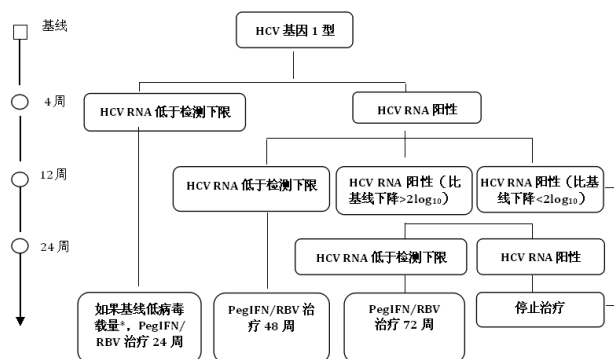 基线
HCV 基因 1 型
4 周
HCV RNA 低于检测下限
HCV RNA 阳性
12 周
HCV RNA 低于检测下限
HCV RNA 阳性（比
基线下降>2log₁₀）
HCV RNA 阳性（比基
线下降<2log₁₀）
24 周
HCV RNA 低于检测下限
HCV RNA 阳性
如果基线低病毒
载量*，PegIFN/
RBV 治疗 24 周
PegIFN/RBV 治
疗 48 周
PegIFN/RBV
治疗 72 周
停止治疗